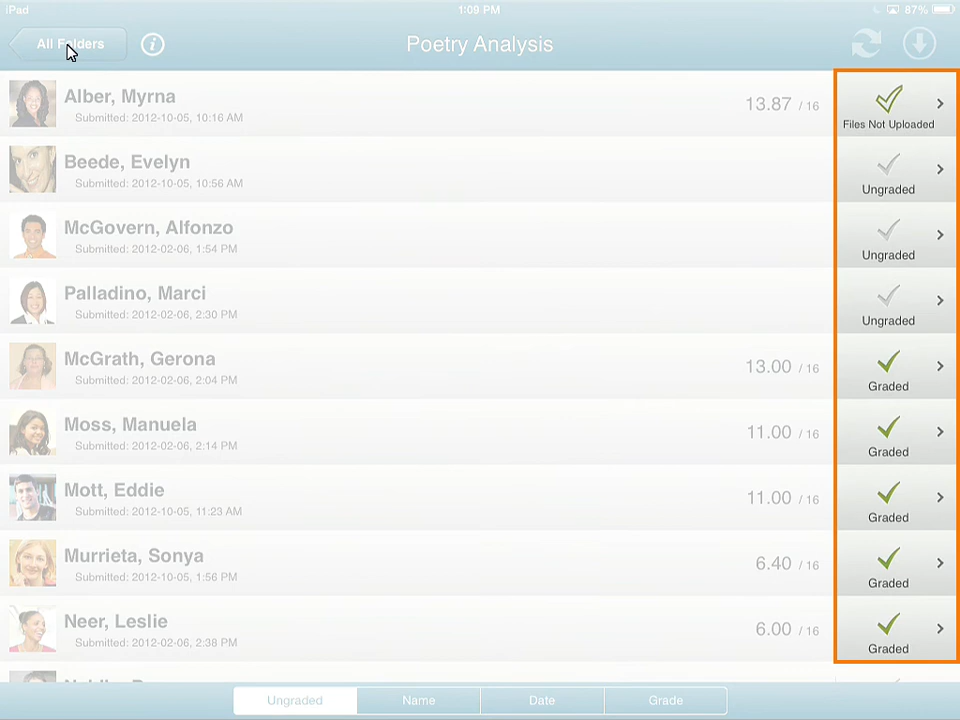 iPad 1:09 PM 87%
All Folders Poetry Analysis
Alber, Myrna
Submitted: 2012-10-05, 10:16 AM
13.87 / 16
Files Not Uploaded
Beede, Evelyn
Submitted: 2012-10-05, 10:56 AM
Ungraded
McGovern, Alfonzo
Submitted: 2012-02-06, 1:54 PM
Ungraded
Palladino, Marci
Submitted: 2012-02-06, 2:30 PM
Ungraded
McGrath, Gerona
Submitted: 2012-02-06, 2:04 PM
13.00 / 16
Graded
Moss, Manuela
Submitted: 2012-02-06, 2:14 PM
11.00 / 16
Graded
Mott, Eddie
Submitted: 2012-10-05, 11:23 AM
11.00 / 16
Graded
Murrieta, Sonya
Submitted: 2012-10-05, 1:56 PM
6.40 / 16
Graded
Neer, Leslie
Submitted: 2012-02-06, 2:38 PM
6.00 / 16
Graded
Ungraded Name Date Grade